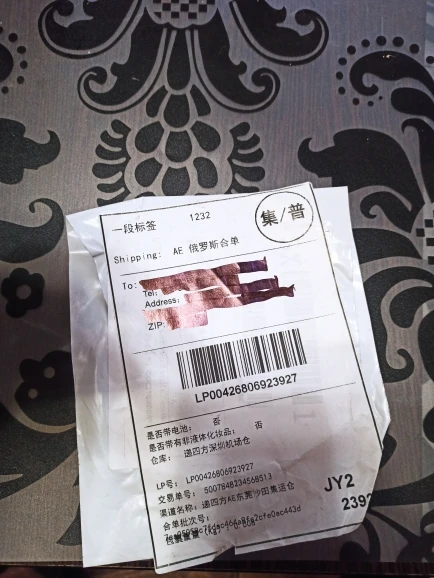 一段标签 1232
集/普
Shipping: AE 俄罗斯合单
To:
Tel:
Address:
ZIP:
LP00426806923927
是否带电池: 否
是否带有非液体化妆品: 否
仓库: 递四方深圳机场仓
LP号: LP00426806923927
交易单号: 5007848234568513
渠道名称: 递四方AE东莞沙田集运仓
合单批次号:
JY2
2392